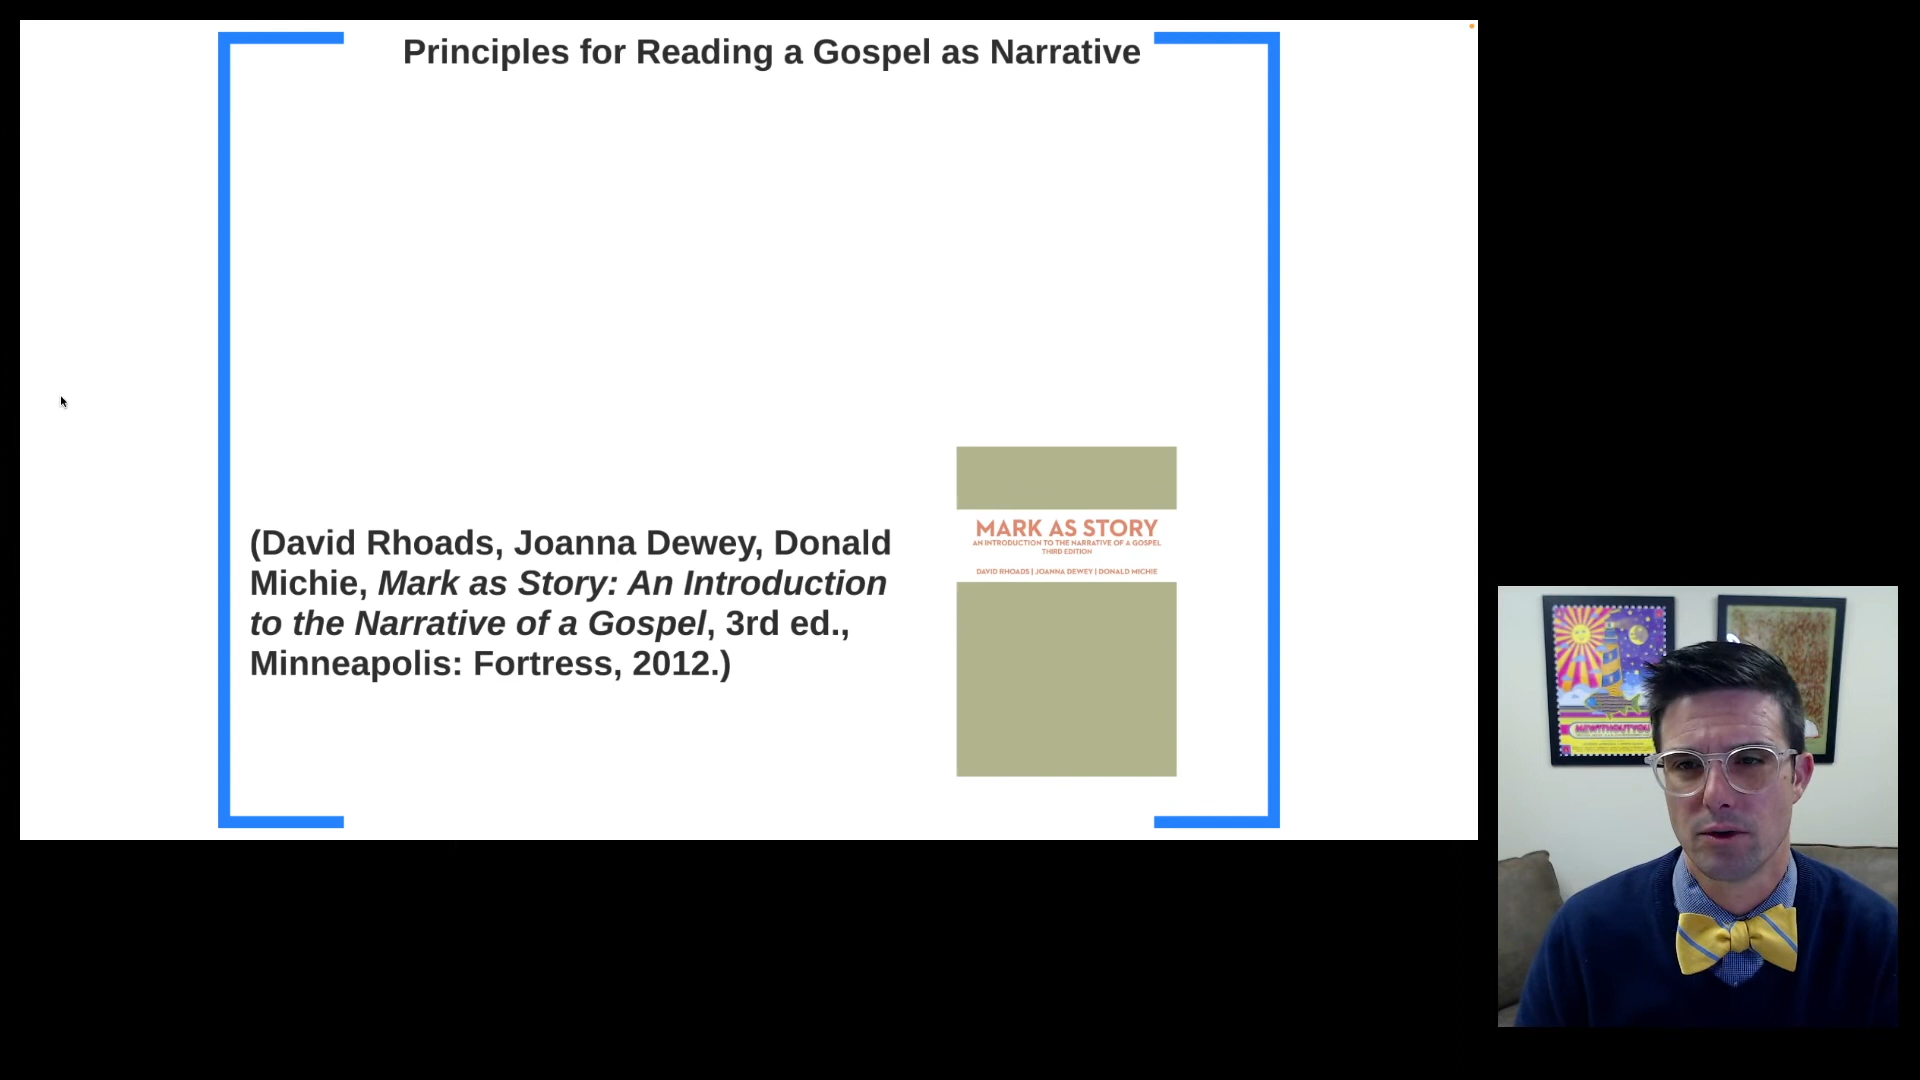 Principles for Reading a Gospel as Narrative
(David Rhoads, Joanna Dewey, Donald
Michie, Mark as Story: An Introduction
to the Narrative of a Gospel, 3rd ed.,
Minneapolis: Fortress, 2012.)
MARK AS STORY
AN INTRODUCTION TO THE NARRATIVE OF A GOSPEL
THIRD EDITION
DAVID RHOADS | JOANNA DEWEY | DONALD MICHIE
MEWITHOUTYOU